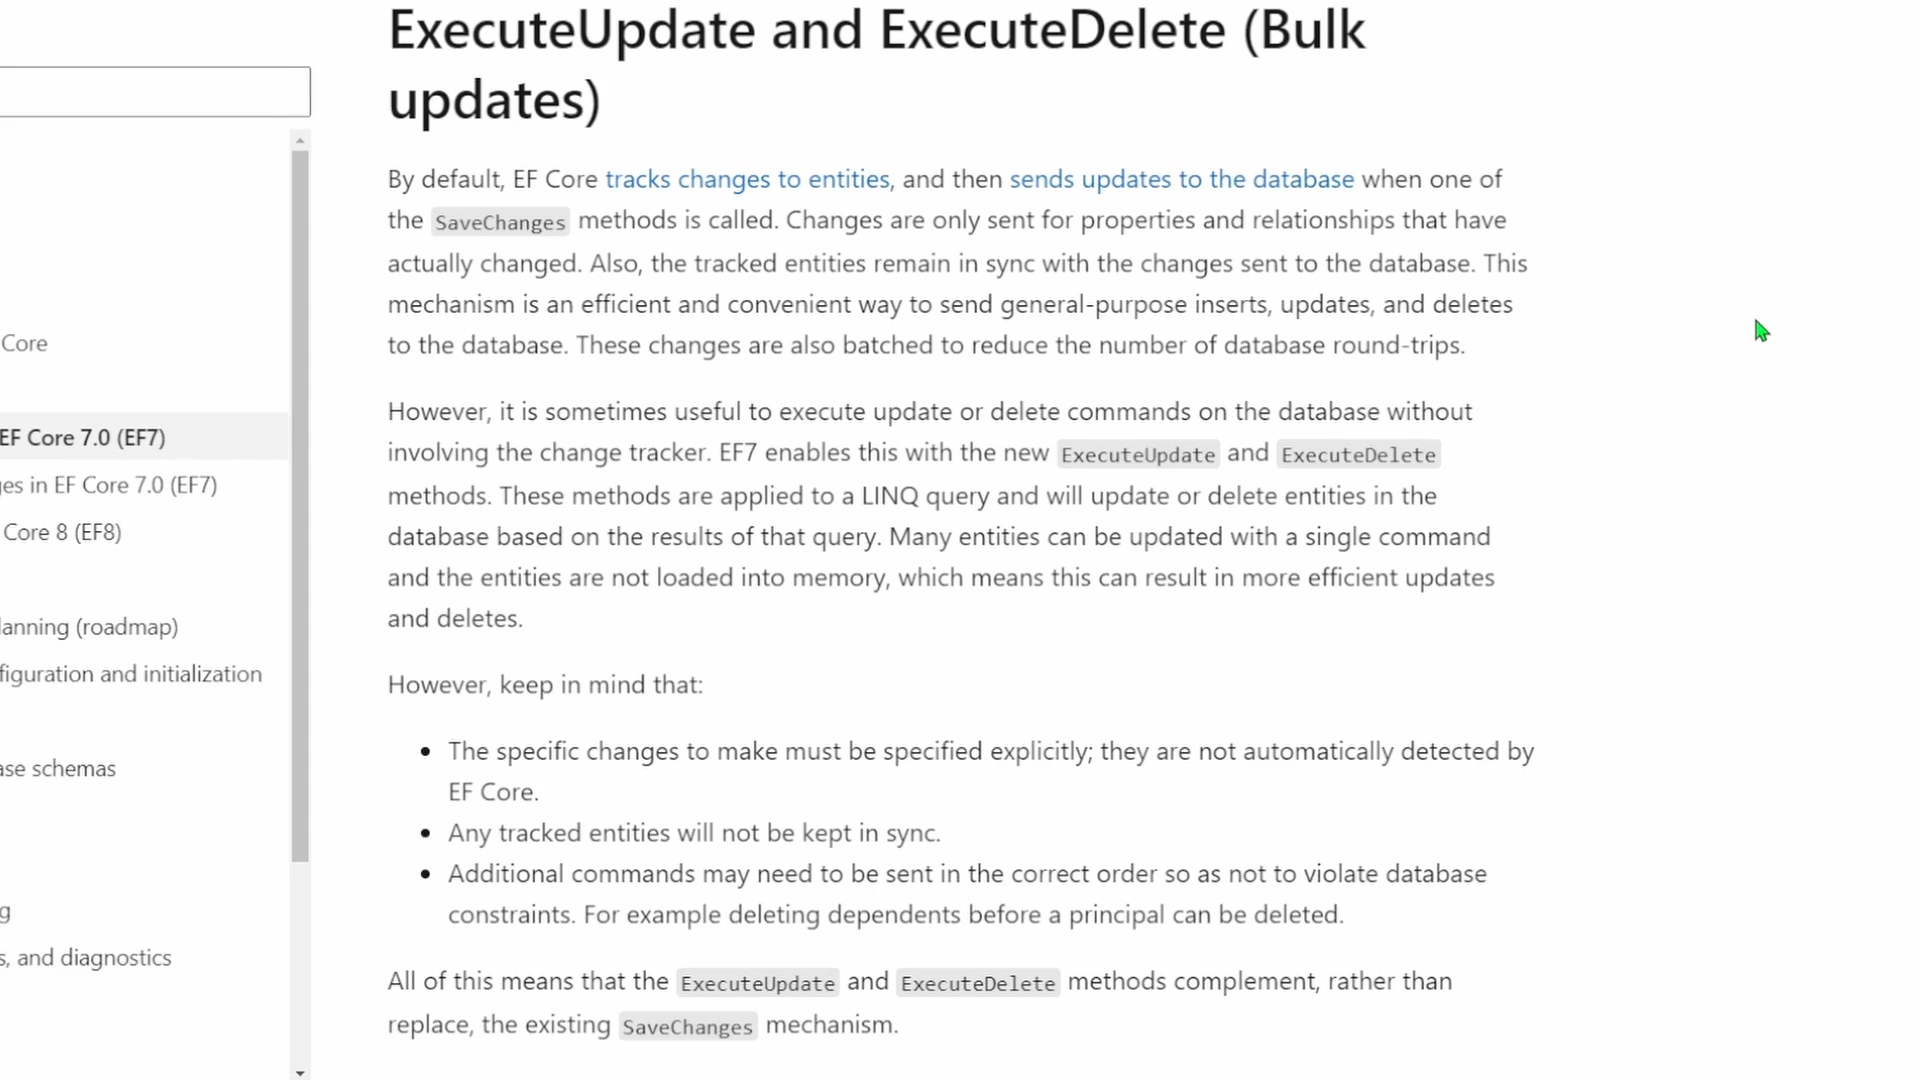 ExecuteUpdate and ExecuteDelete (Bulk
updates)
By default, EF Core tracks changes to entities, and then sends updates to the database when one of
the SaveChanges methods is called. Changes are only sent for properties and relationships that have
actually changed. Also, the tracked entities remain in sync with the changes sent to the database. This
mechanism is an efficient and convenient way to send general-purpose inserts, updates, and deletes
to the database. These changes are also batched to reduce the number of database round-trips.
However, it is sometimes useful to execute update or delete commands on the database without
involving the change tracker. EF7 enables this with the new ExecuteUpdate and ExecuteDelete
methods. These methods are applied to a LINQ query and will update or delete entities in the
database based on the results of that query. Many entities can be updated with a single command
and the entities are not loaded into memory, which means this can result in more efficient updates
and deletes.
However, keep in mind that:
• The specific changes to make must be specified explicitly; they are not automatically detected by
EF Core.
• Any tracked entities will not be kept in sync.
• Additional commands may need to be sent in the correct order so as not to violate database
constraints. For example deleting dependents before a principal can be deleted.
All of this means that the ExecuteUpdate and ExecuteDelete methods complement, rather than
replace, the existing SaveChanges mechanism.
Core
EF Core 7.0 (EF7)
ges in EF Core 7.0 (EF7)
Core 8 (EF8)
lanning (roadmap)
figuration and initialization
ase schemas
g
s, and diagnostics